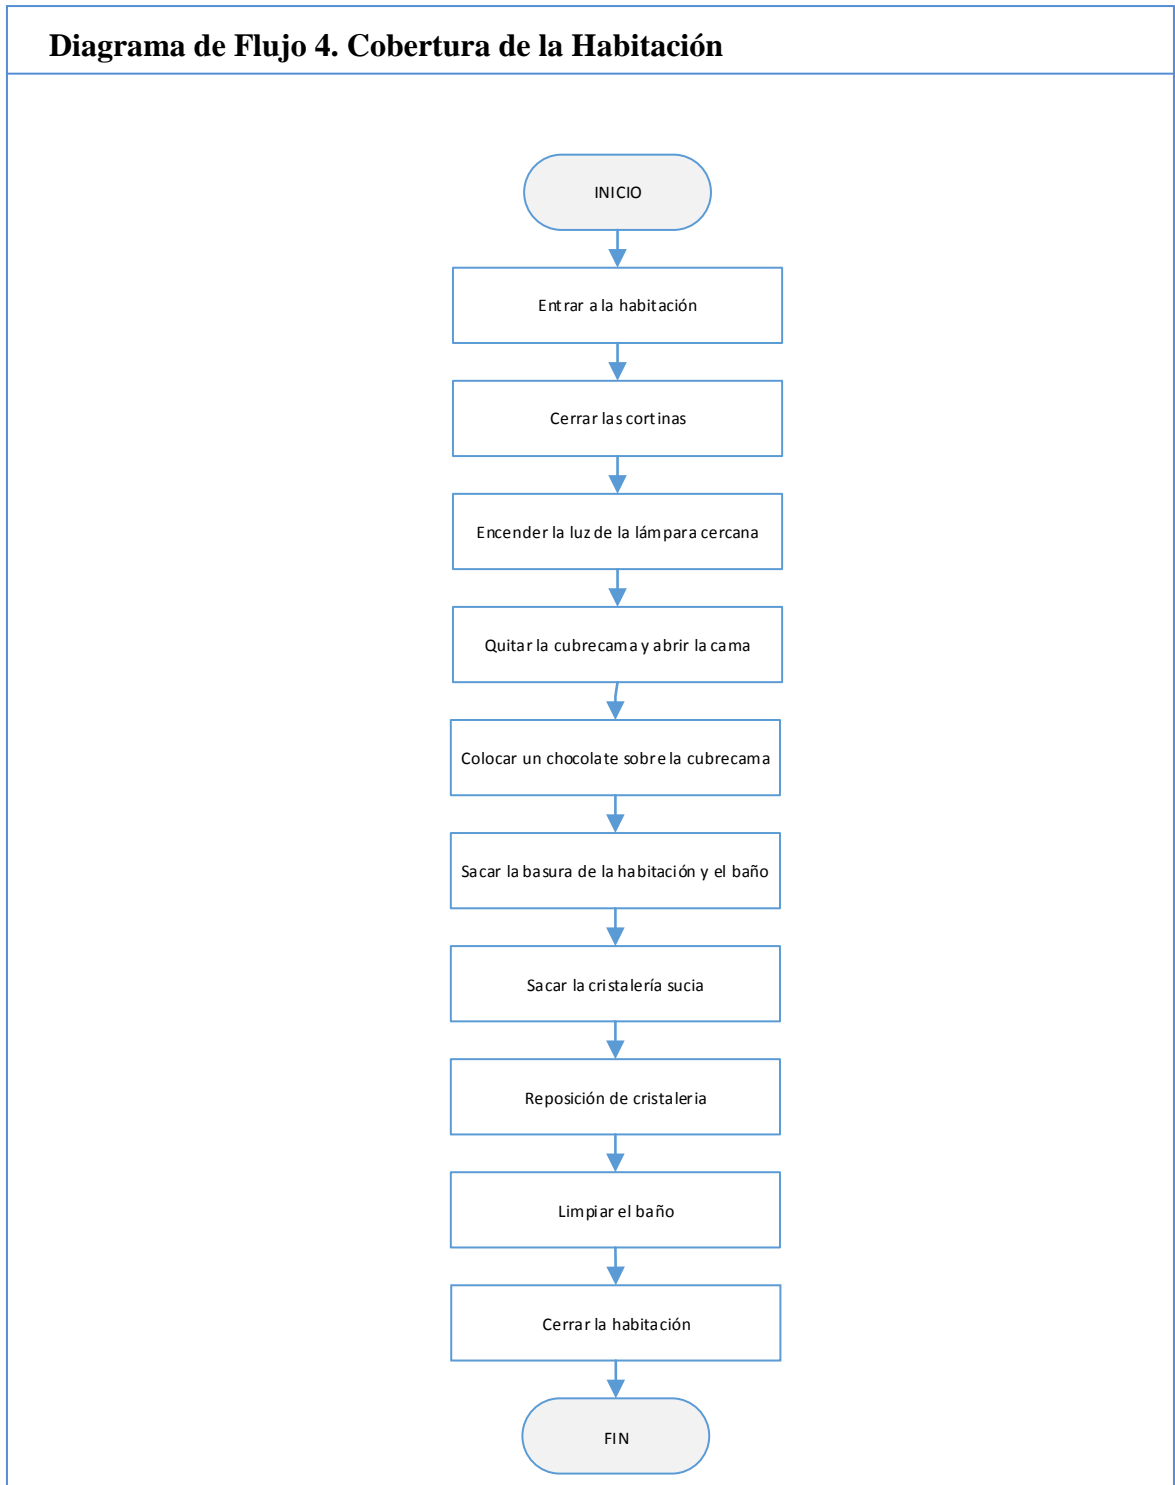 Diagrama de Flujo 4. Cobertura de la Habitación
INICIO
Entrar a la habitación
Cerrar las cortinas
Encender la luz de la lámpara cercana
Quitar la cubrecama y abrir la cama
Colocar un chocolate sobre la cubrecama
Sacar la basura de la habitación y el baño
Sacar la cristalería sucia
Reposición de cristaleria
Limpiar el baño
Cerrar la habitación
FIN